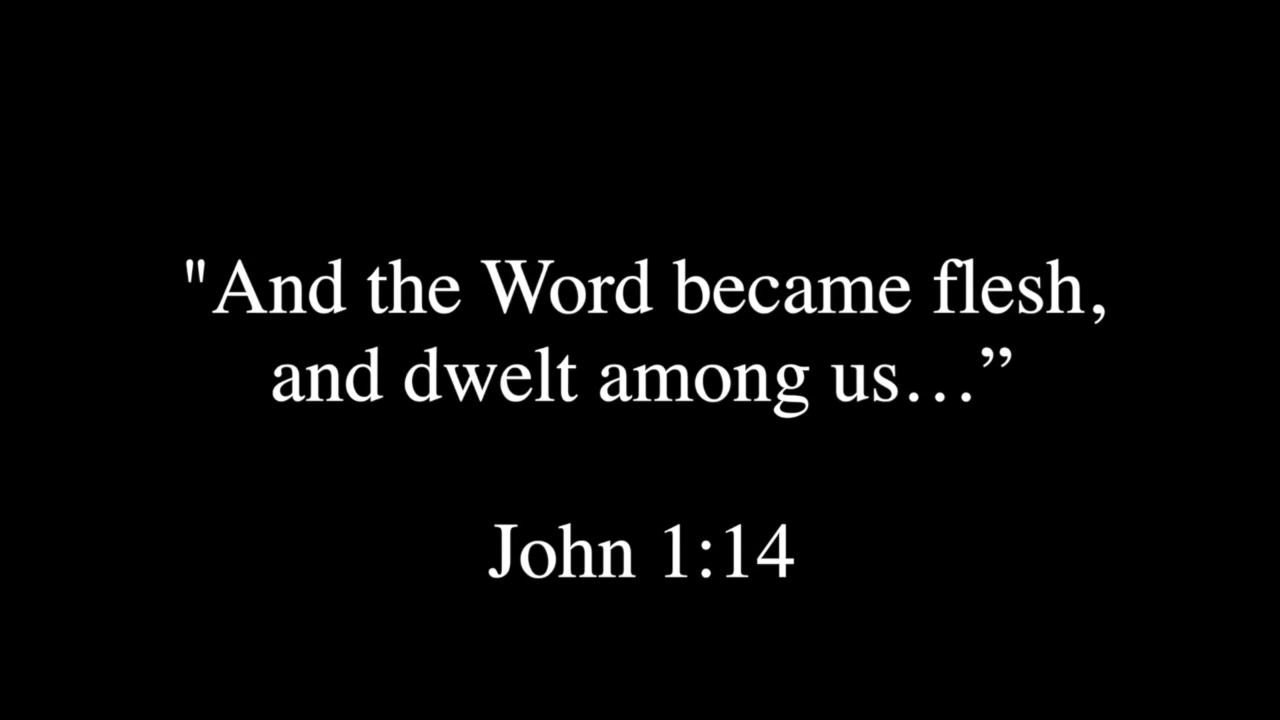 "And the Word became flesh,
and dwelt among us…”
John 1:14